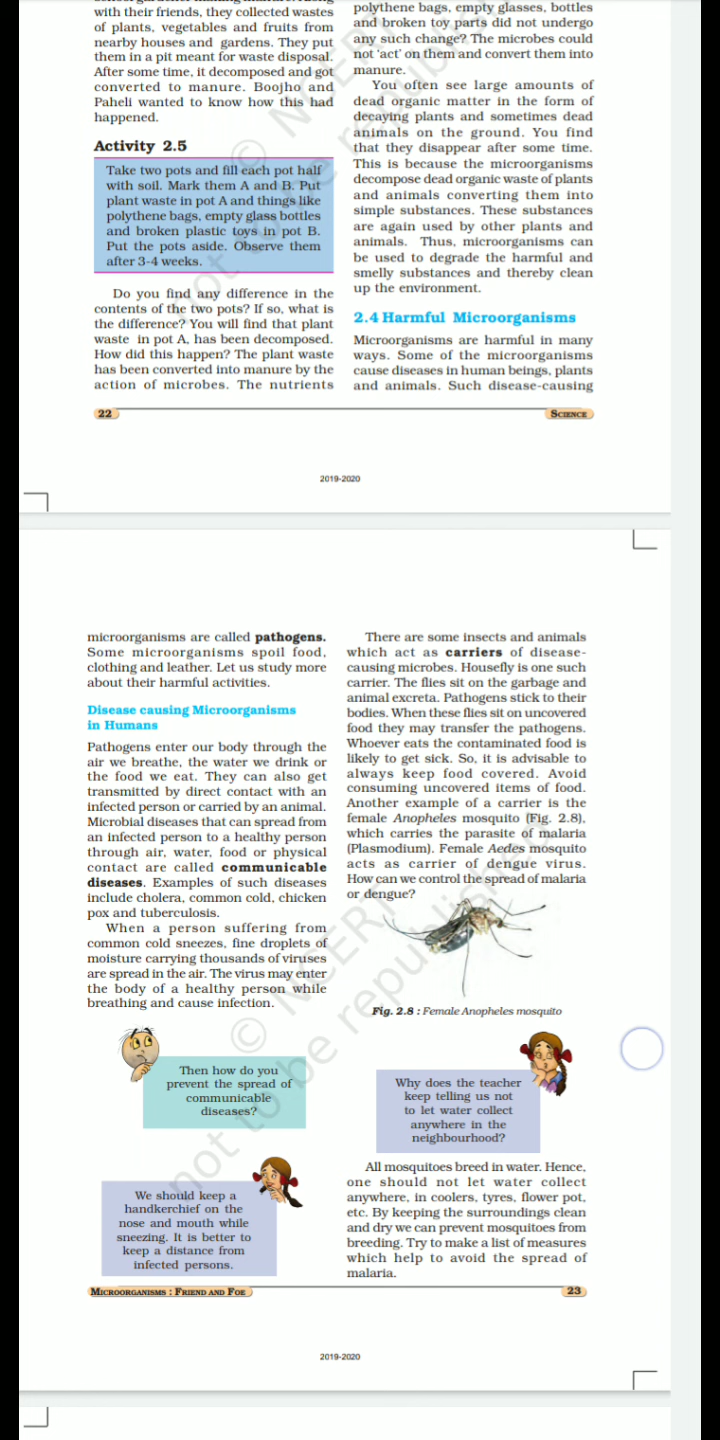 with their friends, they collected wastes
of plants, vegetables and fruits from
nearby houses and gardens. They put
them in a pit meant for waste disposal.
After some time, it decomposed and got
converted to manure. Boojho and
Paheli wanted to know how this had
happened.
Activity 2.5
Take two pots and fill each pot half
with soil. Mark them A and B. Put
plant waste in pot A and things like
polythene bags, empty glass bottles
and broken plastic toys in pot B.
Put the pots aside. Observe them
after 3-4 weeks.
Do you find any difference in the
contents of the two pots? If so, what is
the difference? You will find that plant
waste in pot A, has been decomposed.
How did this happen? The plant waste
has been converted into manure by the
action of microbes. The nutrients
polythene bags, empty glasses, bottles
and broken toy parts did not undergo
any such change? The microbes could
not ‘act’ on them and convert them into
manure.
You often see large amounts of
dead organic matter in the form of
decaying plants and sometimes dead
animals on the ground. You find
that they disappear after some time.
This is because the microorganisms
decompose dead organic waste of plants
and animals converting them into
simple substances. These substances
are again used by other plants and
animals. Thus, microorganisms can
be used to degrade the harmful and
smelly substances and thereby clean
up the environment.
2.4 Harmful Microorganisms
Microorganisms are harmful in many
ways. Some of the microorganisms
cause diseases in human beings, plants
and animals. Such disease-causing
22
SCIENCE
2019-2020
© NCERT
not to be republished
microorganisms are called pathogens.
Some microorganisms spoil food,
clothing and leather. Let us study more
about their harmful activities.
Disease causing Microorganisms
in Humans
Pathogens enter our body through the
air we breathe, the water we drink or
the food we eat. They can also get
transmitted by direct contact with an
infected person or carried by an animal.
Microbial diseases that can spread from
an infected person to a healthy person
through air, water, food or physical
contact are called communicable
diseases. Examples of such diseases
include cholera, common cold, chicken
pox and tuberculosis.
When a person suffering from
common cold sneezes, fine droplets of
moisture carrying thousands of viruses
are spread in the air. The virus may enter
the body of a healthy person while
breathing and cause infection.
Then how do you
prevent the spread of
communicable
diseases?
We should keep a
handkerchief on the
nose and mouth while
sneezing. It is better to
keep a distance from
infected persons.
There are some insects and animals
which act as carriers of disease-
causing microbes. Housefly is one such
carrier. The flies sit on the garbage and
animal excreta. Pathogens stick to their
bodies. When these flies sit on uncovered
food they may transfer the pathogens.
Whoever eats the contaminated food is
likely to get sick. So, it is advisable to
always keep food covered. Avoid
consuming uncovered items of food.
Another example of a carrier is the
female Anopheles mosquito (Fig. 2.8),
which carries the parasite of malaria
(Plasmodium). Female Aedes mosquito
acts as carrier of dengue virus.
How can we control the spread of malaria
or dengue?
Fig. 2.8 : Female Anopheles mosquito
Why does the teacher
keep telling us not
to let water collect
anywhere in the
neighbourhood?
All mosquitoes breed in water. Hence,
one should not let water collect
anywhere, in coolers, tyres, flower pot,
etc. By keeping the surroundings clean
and dry we can prevent mosquitoes from
breeding. Try to make a list of measures
which help to avoid the spread of
malaria.
MICROORGANISMS : FRIEND AND FOE
23
2019-2020
© NCERT
not to be republished